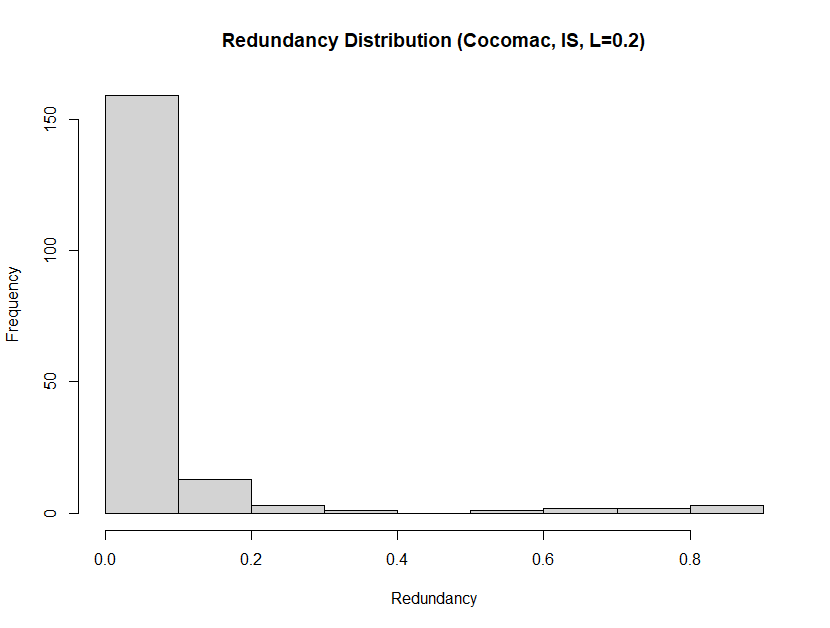 Redundancy Distribution (Cocomac, IS, L=0.2)
Frequency
150
100
50
0
0.0 0.2 0.4 0.6 0.8
Redundancy